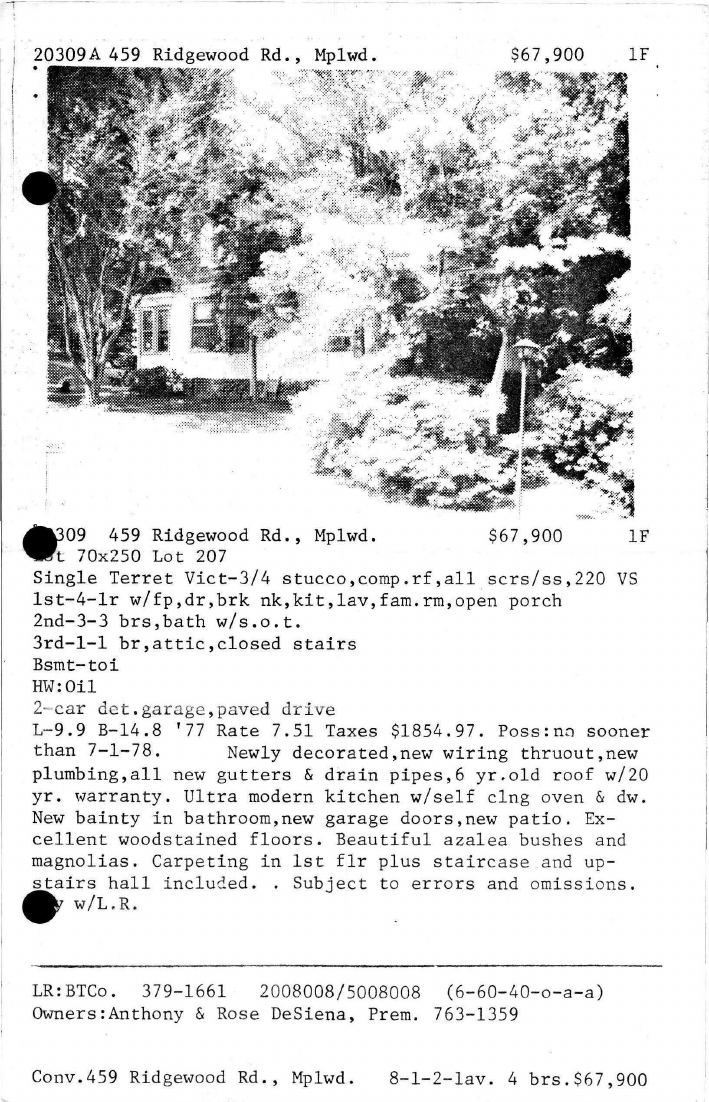 20309A 459 Ridgewood Rd., Mplwd. $67,900 1F
309 459 Ridgewood Rd., Mplwd. $67,900 1F
70x250 Lot 207
Single Terret Vict-3/4 stucco,comp.rf,all scrs/ss,220 VS
1st-4-lr w/fp,dr,brk nk,kit,lav,fam.rm,open porch
2nd-3-3 brs,bath w/s.o.t.
3rd-1-1 br,attic,closed stairs
Bsmt-toi
HW:Oil
2-car det.garage,paved drive
L-9.9 B-14.8 '77 Rate 7.51 Taxes $1854.97. Poss:no sooner
than 7-1-78. Newly decorated,new wiring thruout,new
plumbing,all new gutters & drain pipes,6 yr.old roof w/20
yr. warranty. Ultra modern kitchen w/self clng oven & dw.
New bainty in bathroom,new garage doors,new patio. Ex-
cellent woodstained floors. Beautiful azalea bushes and
magnolias. Carpeting in 1st flr plus staircase and up-
stairs hall included. . Subject to errors and omissions.
w/L.R.
LR:BTCo. 379-1661 2008008/5008008 (6-60-40-o-a-a)
Owners:Anthony & Rose DeSiena, Prem. 763-1359
Conv.459 Ridgewood Rd., Mplwd. 8-1-2-lav. 4 brs.$67,900